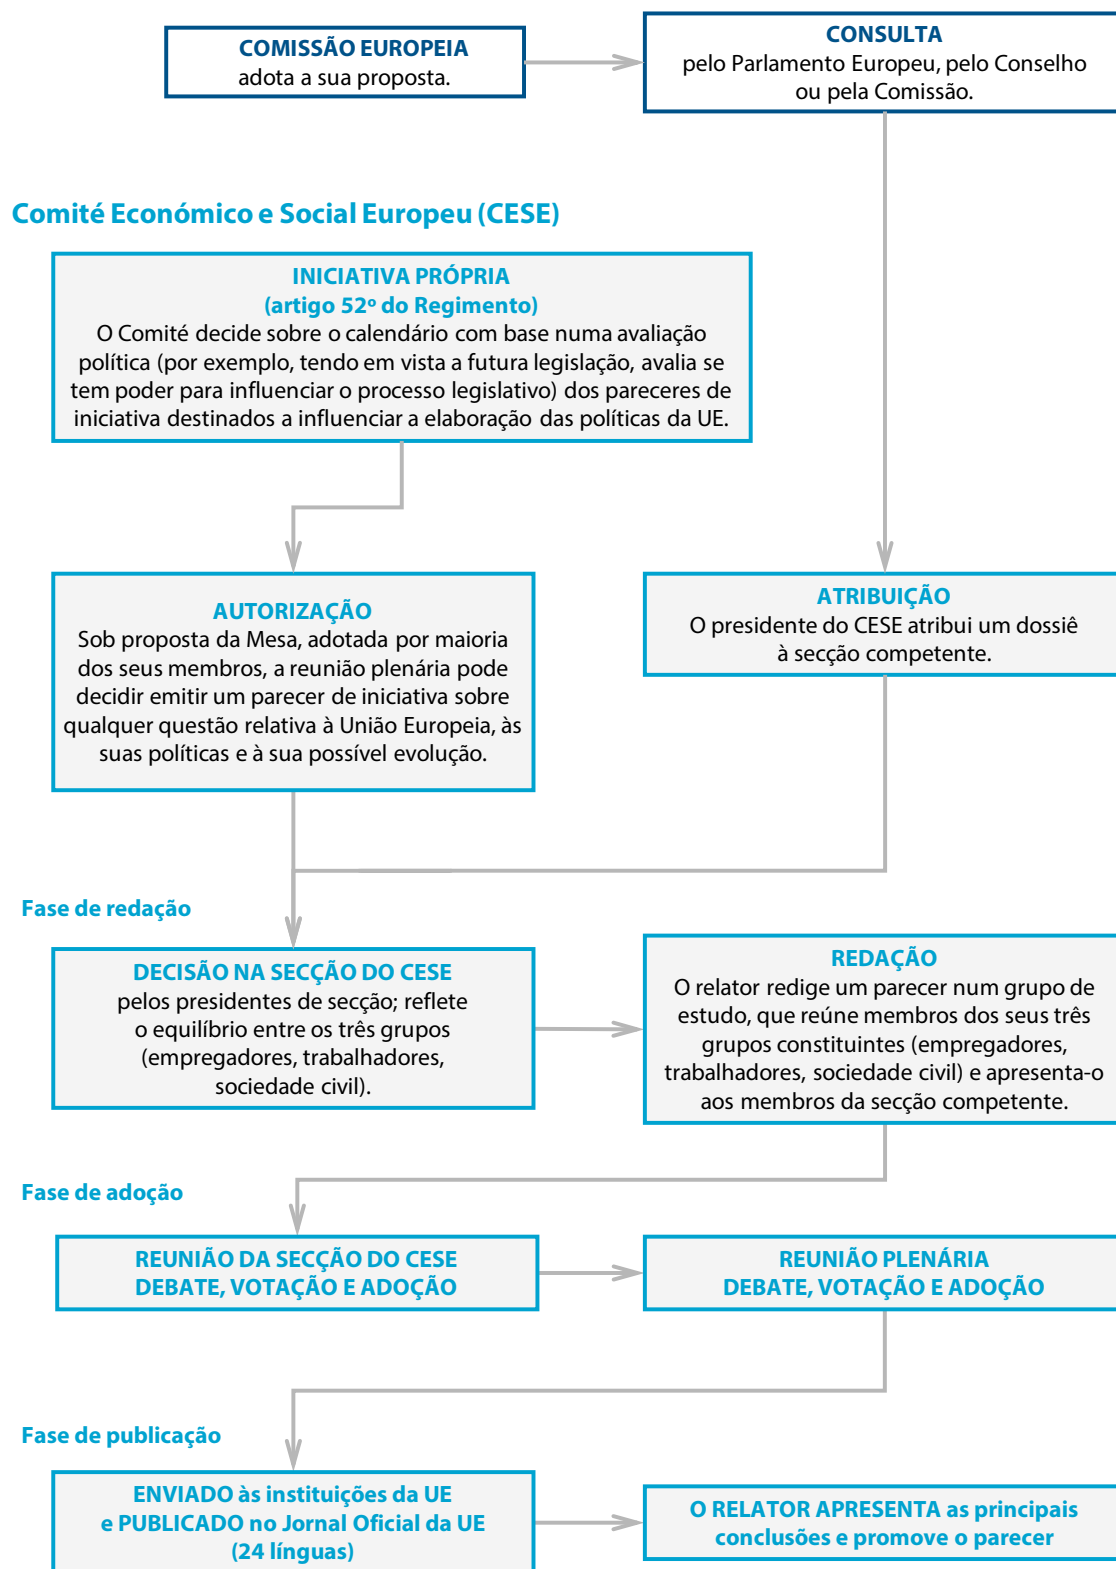 COMISSÃO EUROPEIA
adota a sua proposta.
CONSULTA
pelo Parlamento Europeu, pelo Conselho
ou pela Comissão.
Comité Económico e Social Europeu (CESE)
INICIATIVA PRÓPRIA
(artigo 52º do Regimento)
O Comité decide sobre o calendário com base numa avaliação
política (por exemplo, tendo em vista a futura legislação, avalia se
tem poder para influenciar o processo legislativo) dos pareceres de
iniciativa destinados a influenciar a elaboração das políticas da UE.
AUTORIZAÇÃO
Sob proposta da Mesa, adotada por maioria
dos seus membros, a reunião plenária pode
decidir emitir um parecer de iniciativa sobre
qualquer questão relativa à União Europeia, às
suas políticas e à sua possível evolução.
ATRIBUIÇÃO
O presidente do CESE atribui um dossiê
à secção competente.
Fase de redação
DECISÃO NA SECÇÃO DO CESE
pelos presidentes de secção; reflete
o equilíbrio entre os três grupos
(empregadores, trabalhadores,
sociedade civil).
REDAÇÃO
O relator redige um parecer num grupo de
estudo, que reúne membros dos seus três
grupos constituintes (empregadores,
trabalhadores, sociedade civil) e apresenta-o
aos membros da secção competente.
Fase de adoção
REUNIÃO DA SECÇÃO DO CESE
DEBATE, VOTAÇÃO E ADOÇÃO
REUNIÃO PLENÁRIA
DEBATE, VOTAÇÃO E ADOÇÃO
Fase de publicação
ENVIADO às instituições da UE
e PUBLICADO no Jornal Oficial da UE
(24 línguas)
O RELATOR APRESENTA as principais
conclusões e promove o parecer